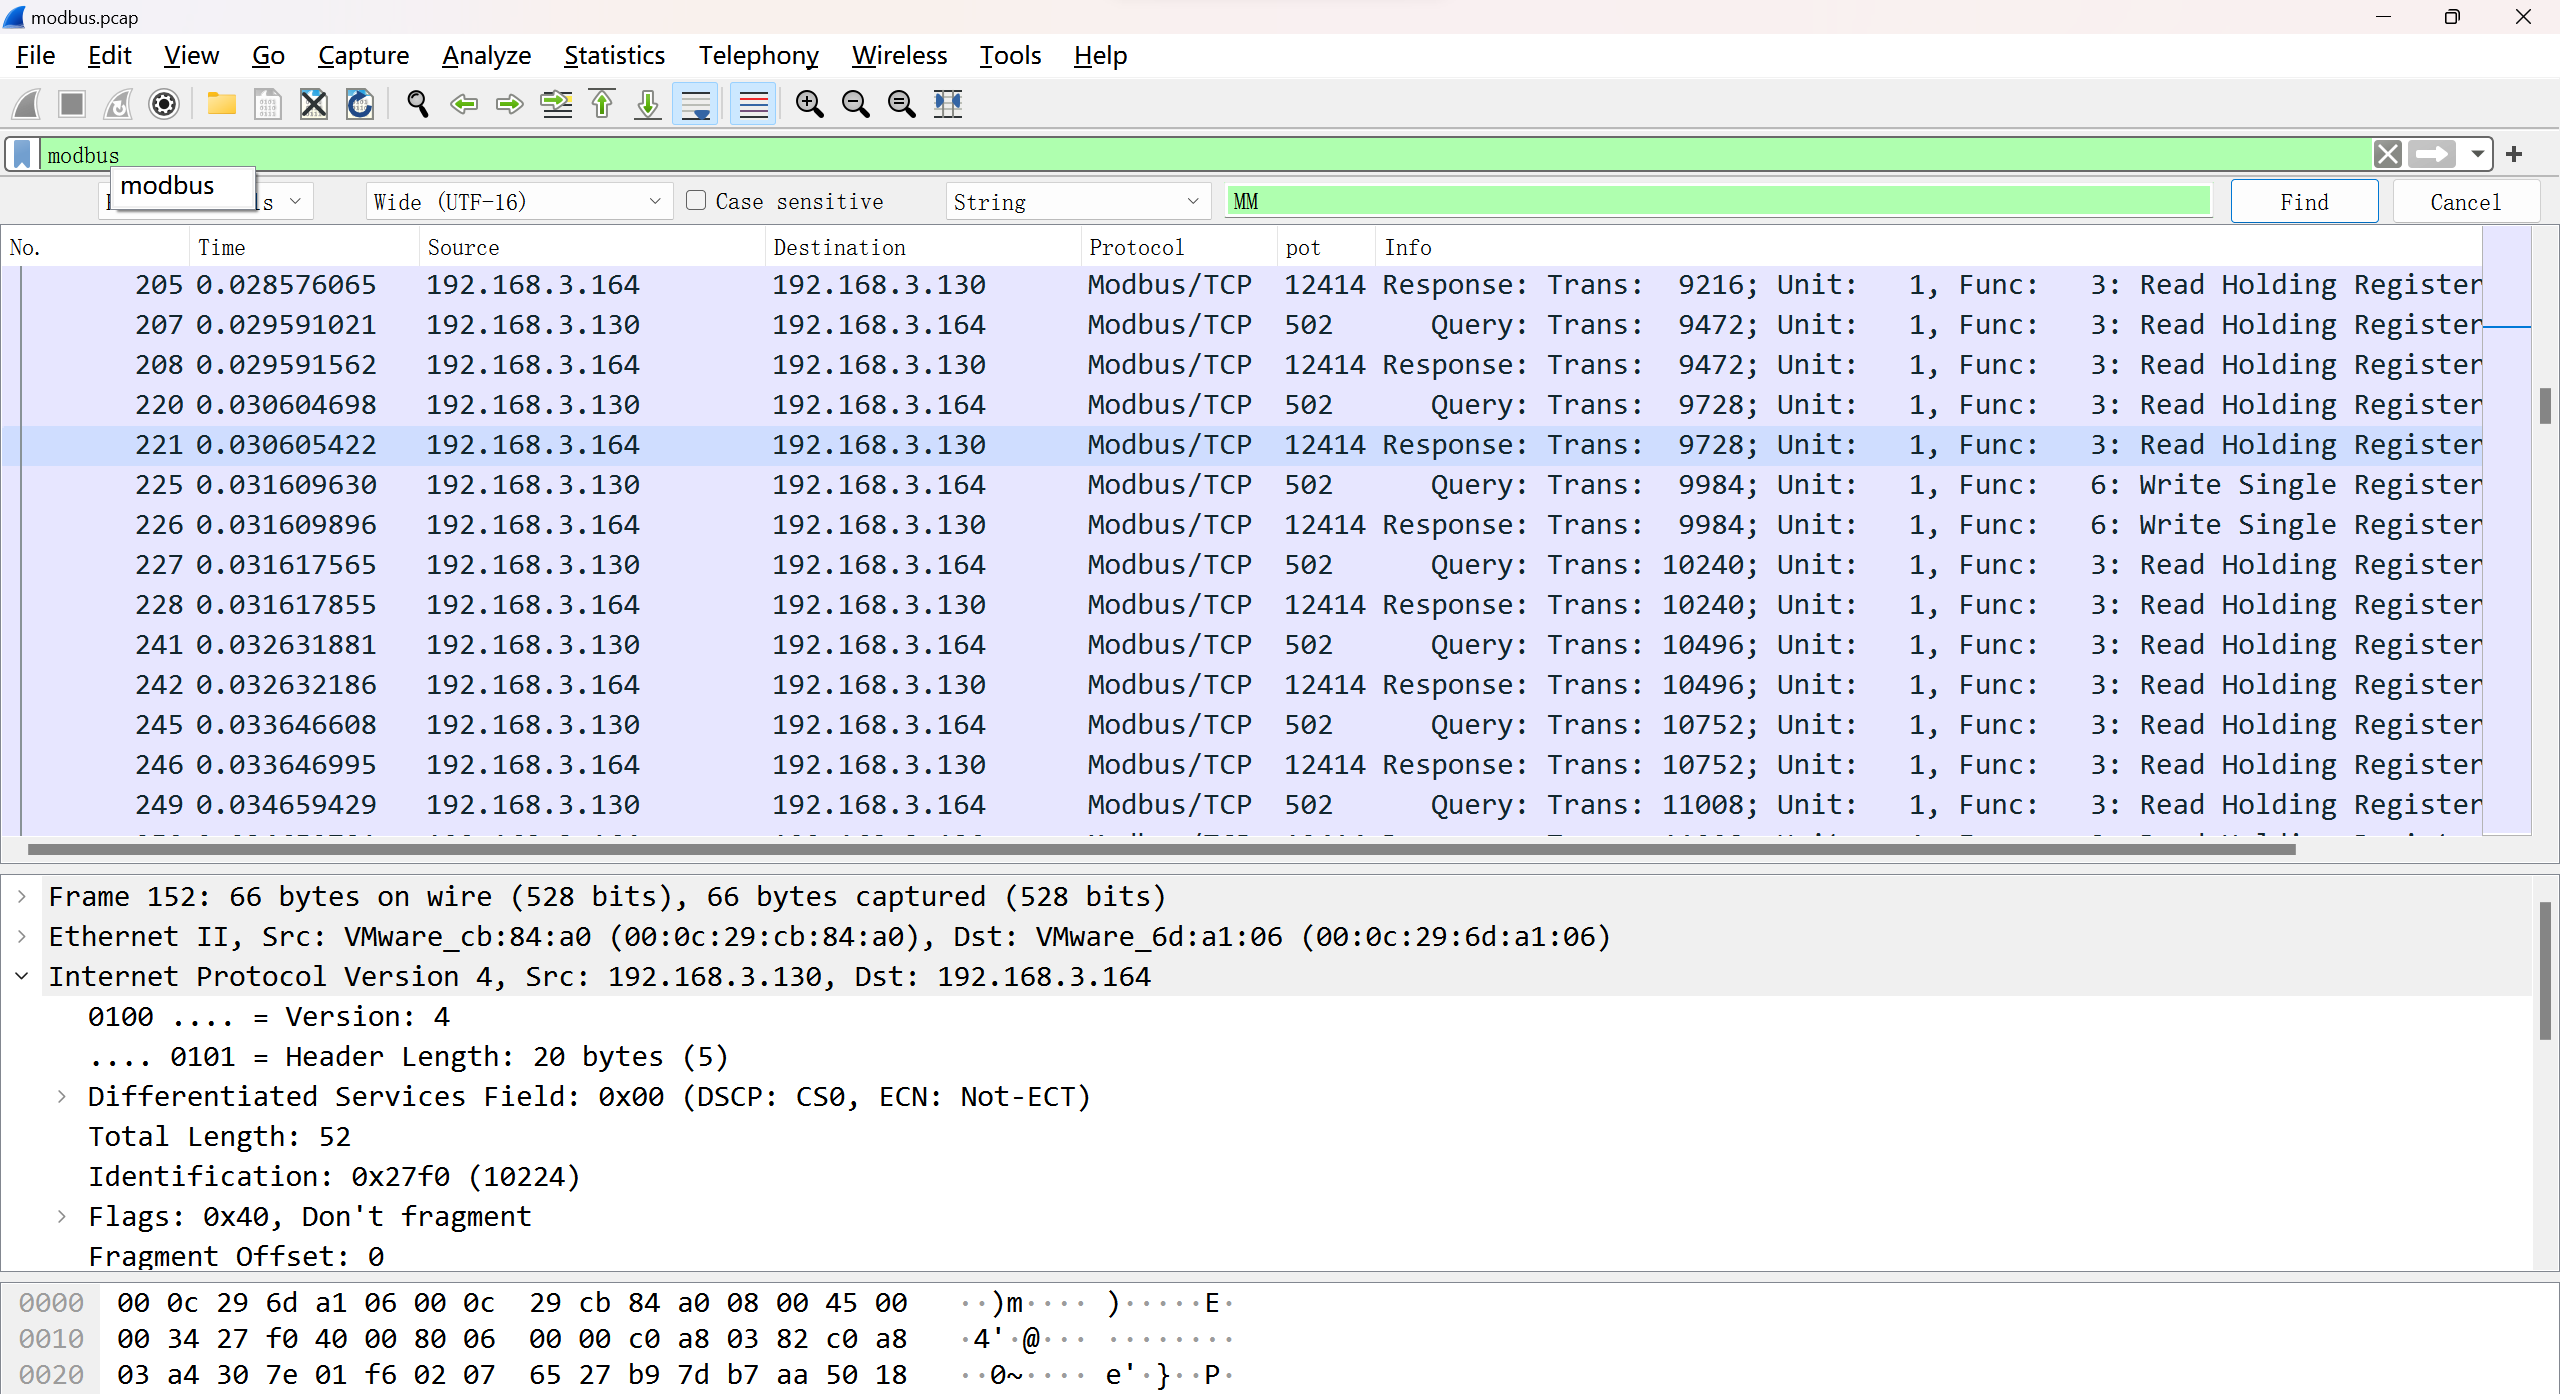 modbus.pcap
File Edit View Go Capture Analyze Statistics Telephony Wireless Tools Help
modbus
modbus
ls Wide (UTF-16) Case sensitive String MM Find Cancel
No. Time Source Destination Protocol pot Info
205 0.028576065 192.168.3.164 192.168.3.130 Modbus/TCP 12414 Response: Trans: 9216; Unit: 1, Func: 3: Read Holding Register
207 0.029591021 192.168.3.130 192.168.3.164 Modbus/TCP 502 Query: Trans: 9472; Unit: 1, Func: 3: Read Holding Register
208 0.029591562 192.168.3.164 192.168.3.130 Modbus/TCP 12414 Response: Trans: 9472; Unit: 1, Func: 3: Read Holding Register
220 0.030604698 192.168.3.130 192.168.3.164 Modbus/TCP 502 Query: Trans: 9728; Unit: 1, Func: 3: Read Holding Register
221 0.030605422 192.168.3.164 192.168.3.130 Modbus/TCP 12414 Response: Trans: 9728; Unit: 1, Func: 3: Read Holding Register
225 0.031609630 192.168.3.130 192.168.3.164 Modbus/TCP 502 Query: Trans: 9984; Unit: 1, Func: 6: Write Single Register
226 0.031609896 192.168.3.164 192.168.3.130 Modbus/TCP 12414 Response: Trans: 9984; Unit: 1, Func: 6: Write Single Register
227 0.031617565 192.168.3.130 192.168.3.164 Modbus/TCP 502 Query: Trans: 10240; Unit: 1, Func: 3: Read Holding Register
228 0.031617855 192.168.3.164 192.168.3.130 Modbus/TCP 12414 Response: Trans: 10240; Unit: 1, Func: 3: Read Holding Register
241 0.032631881 192.168.3.130 192.168.3.164 Modbus/TCP 502 Query: Trans: 10496; Unit: 1, Func: 3: Read Holding Register
242 0.032632186 192.168.3.164 192.168.3.130 Modbus/TCP 12414 Response: Trans: 10496; Unit: 1, Func: 3: Read Holding Register
245 0.033646608 192.168.3.130 192.168.3.164 Modbus/TCP 502 Query: Trans: 10752; Unit: 1, Func: 3: Read Holding Register
246 0.033646995 192.168.3.164 192.168.3.130 Modbus/TCP 12414 Response: Trans: 10752; Unit: 1, Func: 3: Read Holding Register
249 0.034659429 192.168.3.130 192.168.3.164 Modbus/TCP 502 Query: Trans: 11008; Unit: 1, Func: 3: Read Holding Register
Frame 152: 66 bytes on wire (528 bits), 66 bytes captured (528 bits)
Ethernet II, Src: VMware_cb:84:a0 (00:0c:29:cb:84:a0), Dst: VMware_6d:a1:06 (00:0c:29:6d:a1:06)
Internet Protocol Version 4, Src: 192.168.3.130, Dst: 192.168.3.164
0100 .... = Version: 4
.... 0101 = Header Length: 20 bytes (5)
Differentiated Services Field: 0x00 (DSCP: CS0, ECN: Not-ECT)
Total Length: 52
Identification: 0x27f0 (10224)
Flags: 0x40, Don't fragment
Fragment Offset: 0
0000 00 0c 29 6d a1 06 00 0c 29 cb 84 a0 08 00 45 00 ··)m···· )·····E·
0010 00 34 27 f0 40 00 80 06 00 00 c0 a8 03 82 c0 a8 ·4'·@··· ········
0020 03 a4 30 7e 01 f6 02 07 65 27 b9 7d b7 aa 50 18 ··0~···· e'·}··P·